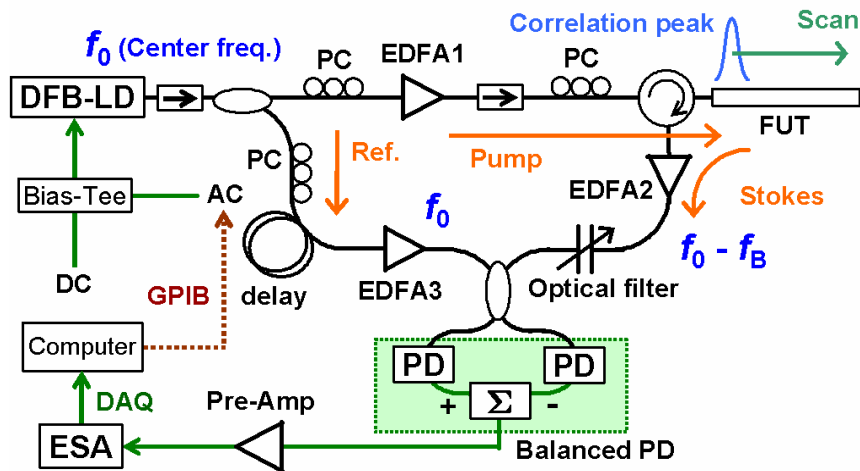 f0 (Center freq.)
PC
EDFA1
PC
Correlation peak
Scan
DFB-LD
FUT
PC
Ref.
Pump
EDFA2
Stokes
Bias-Tee
AC
f0
f0 - fB
DC
GPIB
delay
EDFA3
Optical filter
Computer
PD
PD
DAQ
Pre-Amp
+
Σ
-
ESA
Balanced PD